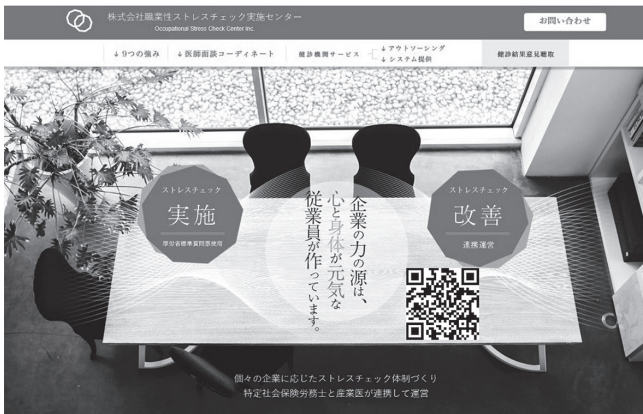 株式会社職業性ストレスチェック実施センター
Occupational Stress Check Center Inc.
お問い合わせ
↓9つの強み
↓医師面談コーディネート
健診機関サービス
↓アウトソーシング
↓システム提供
健診結果意見聴取
ストレスチェック
実施
厚労省標準質問票使用
企業の力の源は、
心と身体が元気な
従業員が作っています。
ストレスチェック
改善
連携運営
個々の企業に応じたストレスチェック体制づくり
特定社会保険労務士と産業医が連携して運営